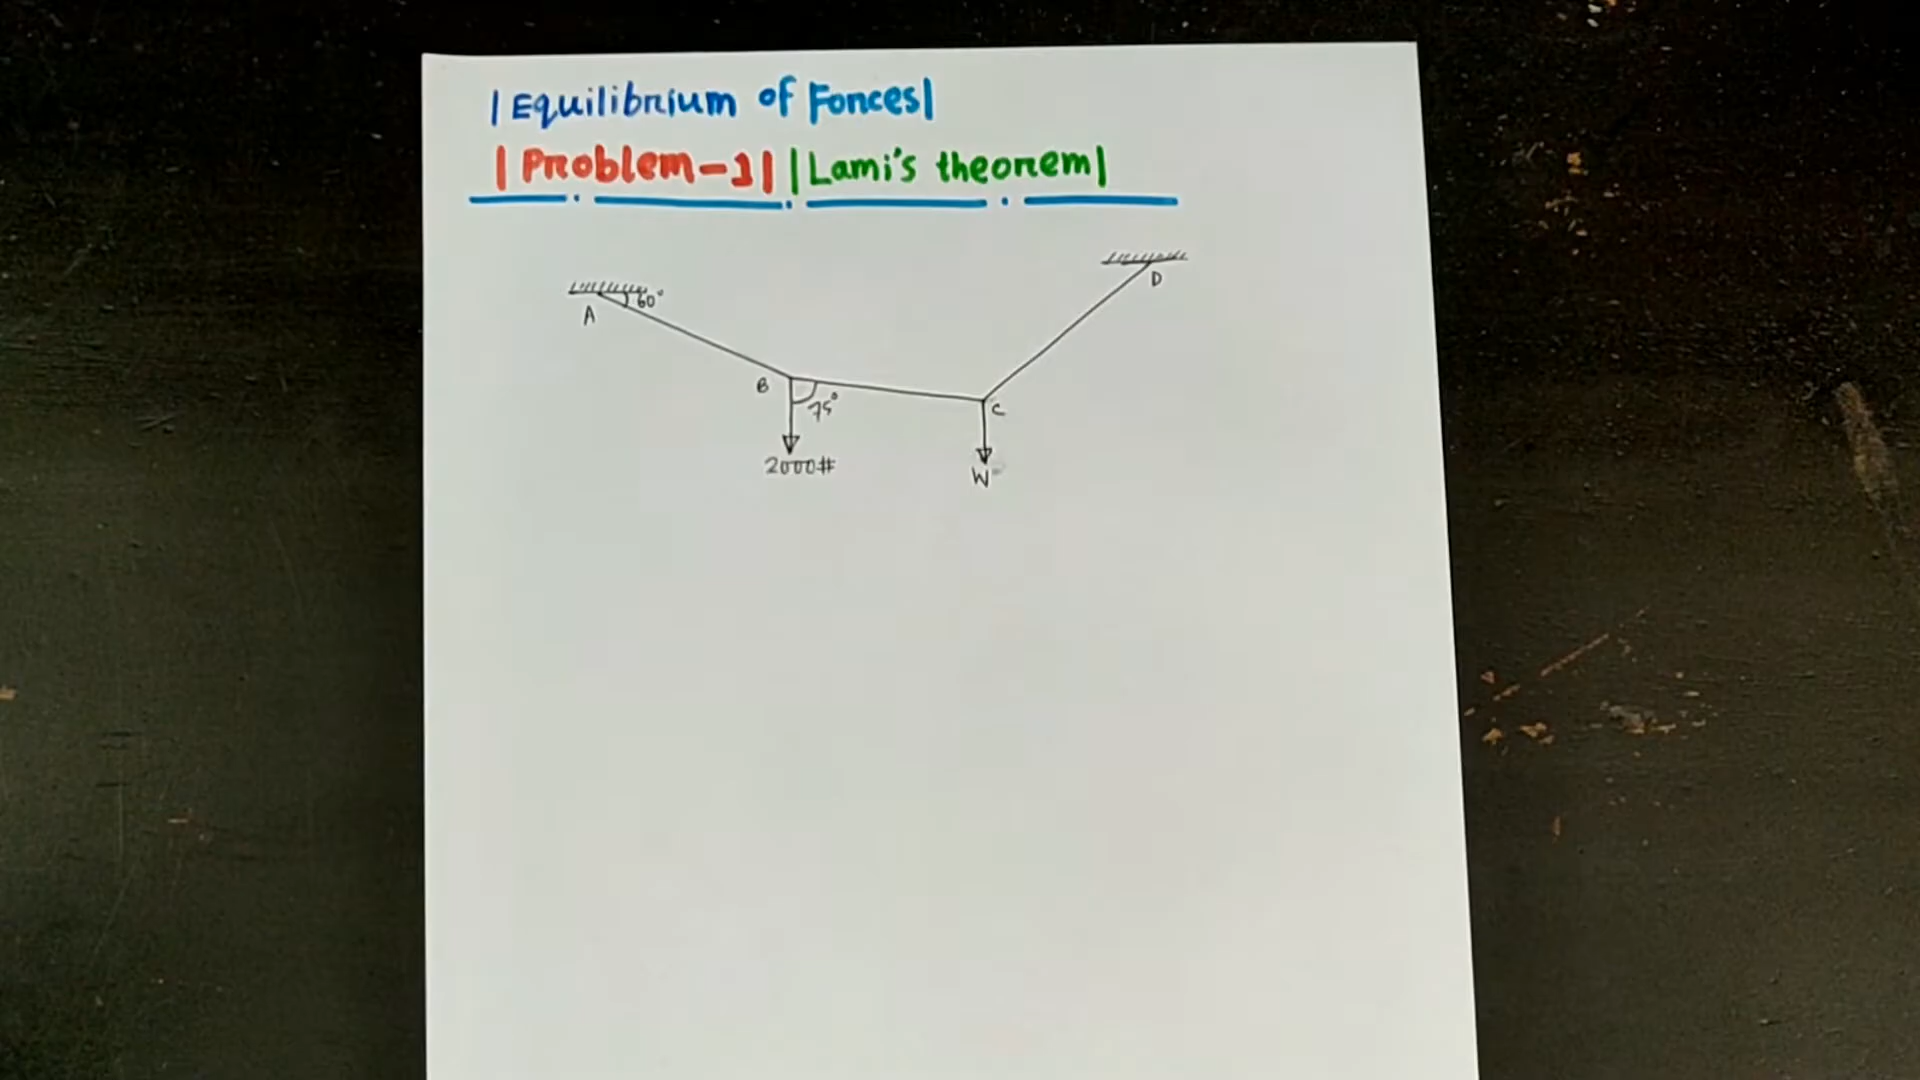 |Equilibrium of Forces|
|Problem-1| |Lami's theorem|
D
60°
A
B
75°
C
2000#
W